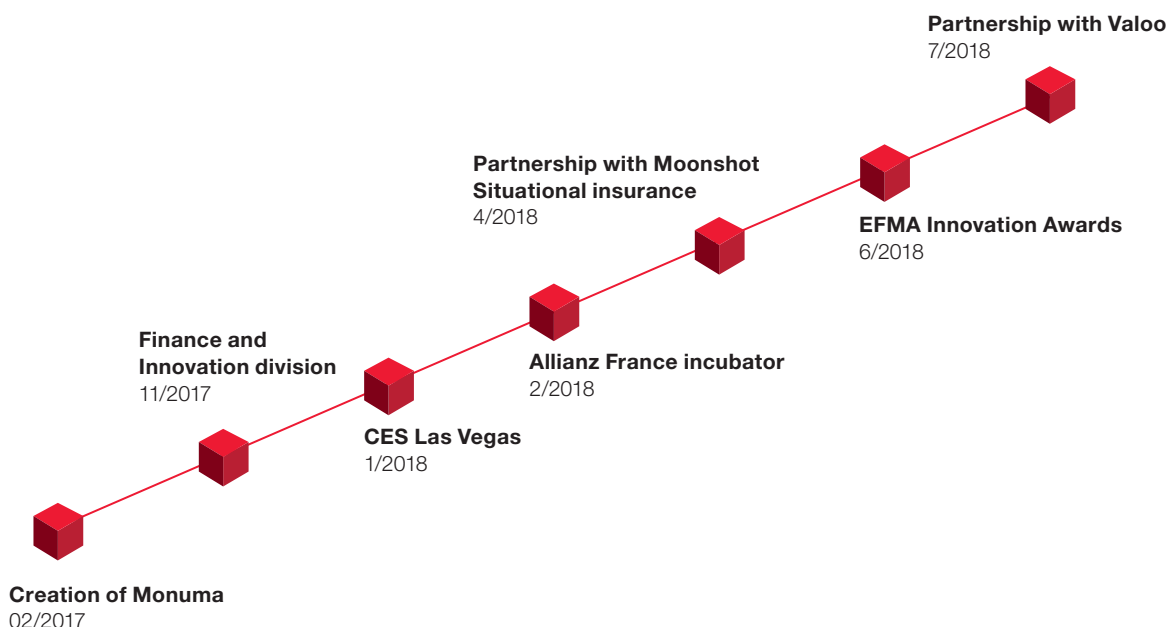 Partnership with Valoo
7/2018
Partnership with Moonshot
Situational insurance
4/2018
EFMA Innovation Awards
6/2018
Finance and
Innovation division
11/2017
Allianz France incubator
2/2018
CES Las Vegas
1/2018
Creation of Monuma
02/2017